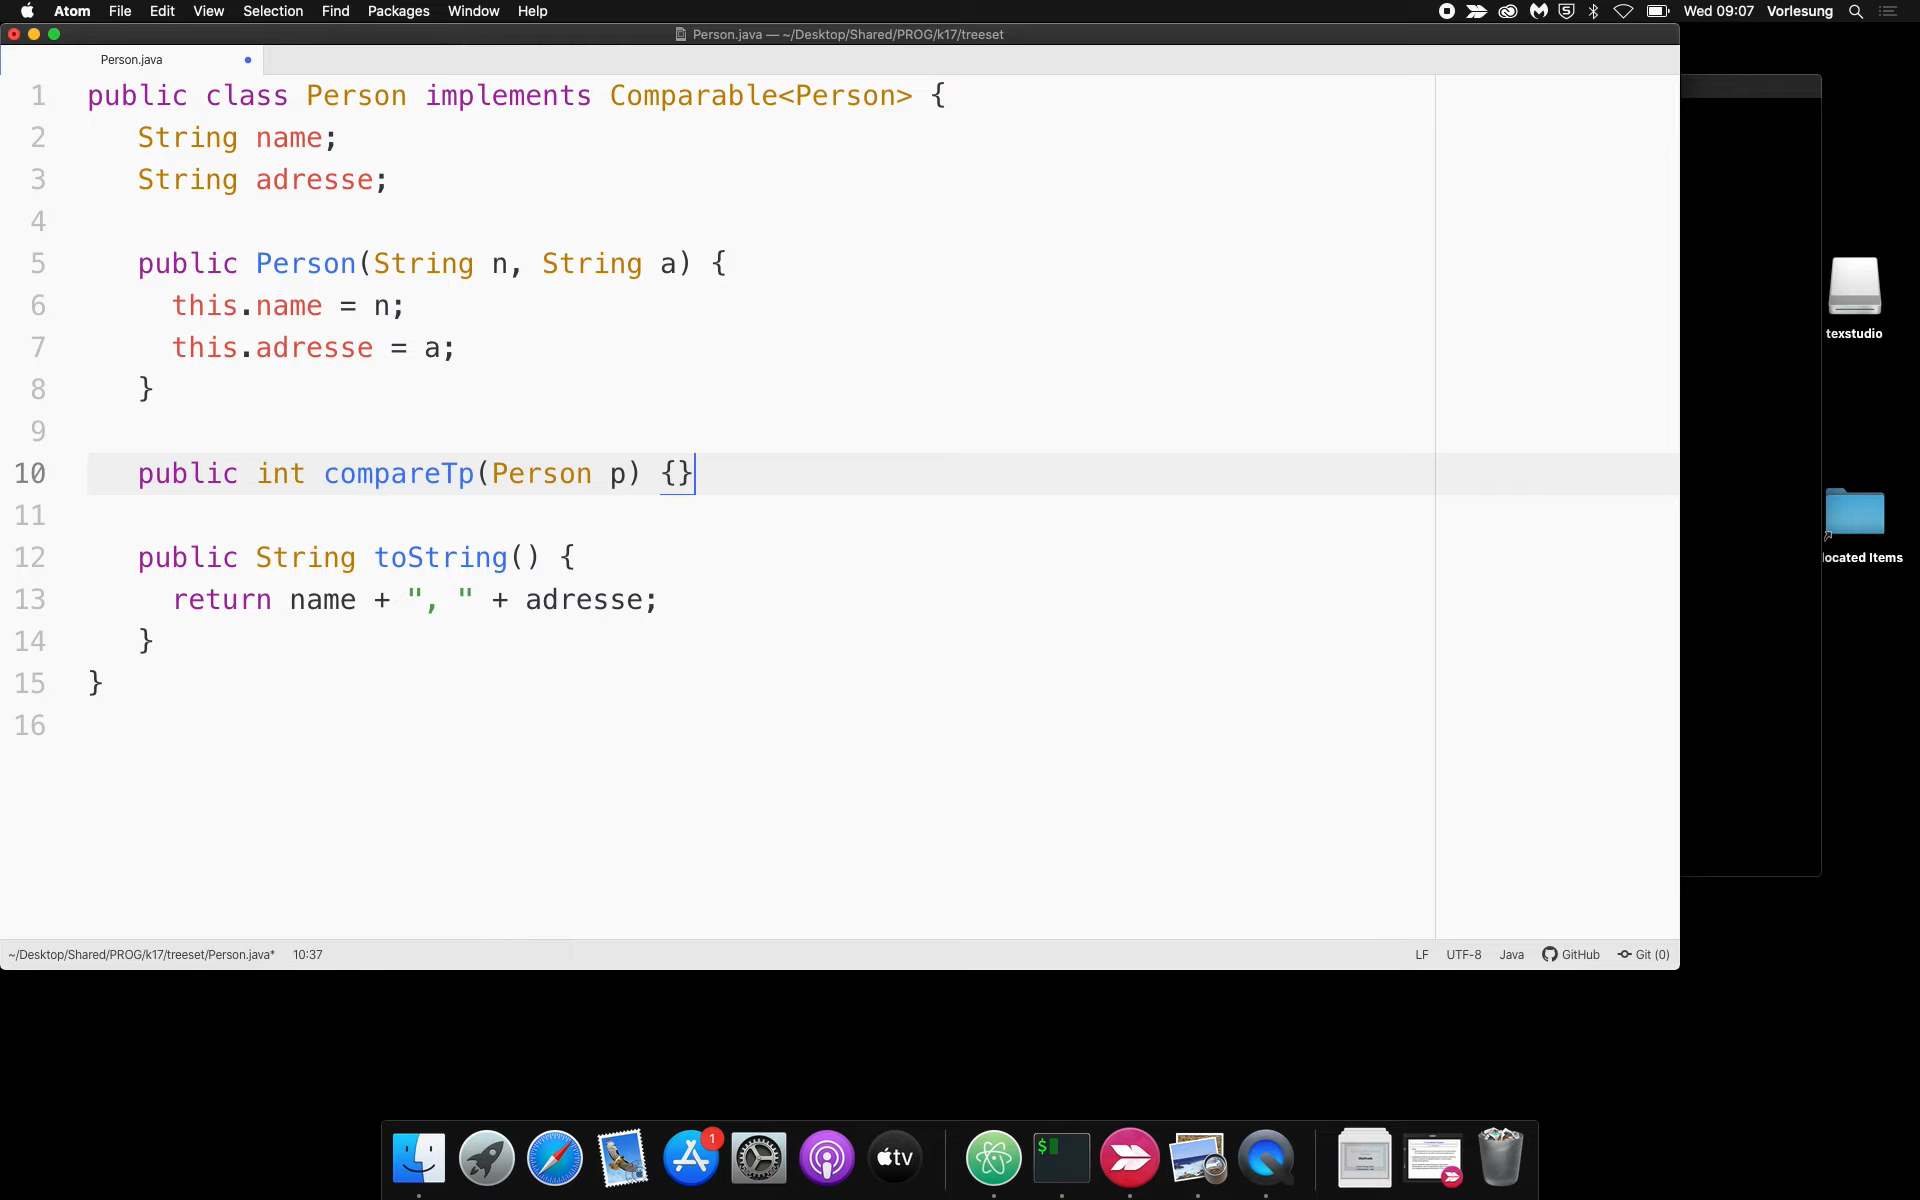 Atom File Edit View Selection Find Packages Window Help Wed 09:07 Vorlesung
Person.java — ~/Desktop/Shared/PROG/k17/treeset
Person.java
1 public class Person implements Comparable<Person> {
2 String name;
3 String adresse;
4
5 public Person(String n, String a) {
6 this.name = n;
7 this.adresse = a;
8 }
9
10 public int compareTp(Person p) {}
11
12 public String toString() {
13 return name + ", " + adresse;
14 }
15 }
16
texstudio
located Items
~/Desktop/Shared/PROG/k17/treeset/Person.java* 10:37 LF UTF-8 Java GitHub Git (0)
1
tv
$